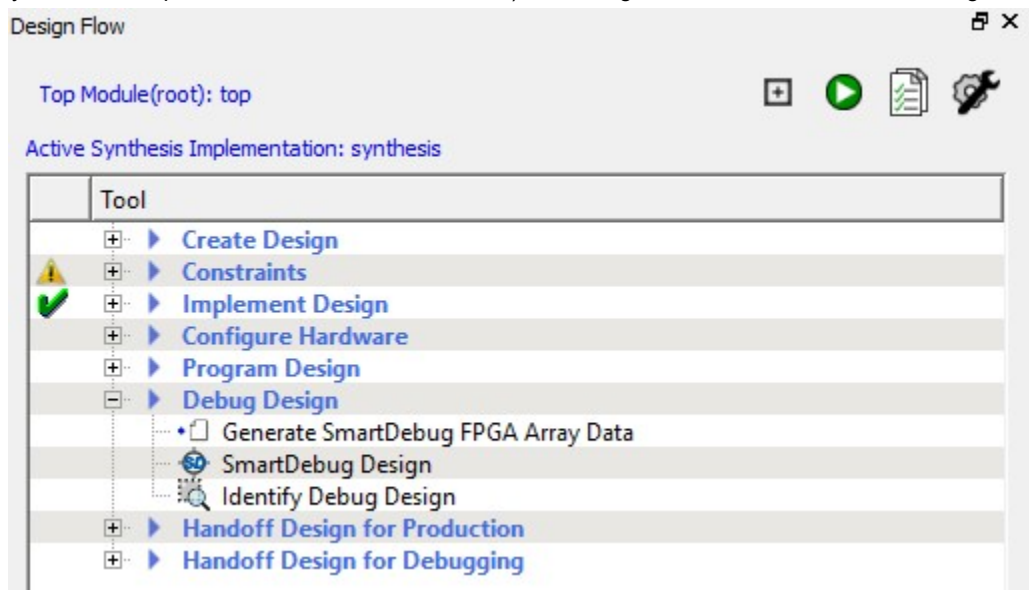 Design Flow
Top Module(root): top
Active Synthesis Implementation: synthesis
Tool
Create Design
Constraints
Implement Design
Configure Hardware
Program Design
Debug Design
Generate SmartDebug FPGA Array Data
SmartDebug Design
Identify Debug Design
Handoff Design for Production
Handoff Design for Debugging